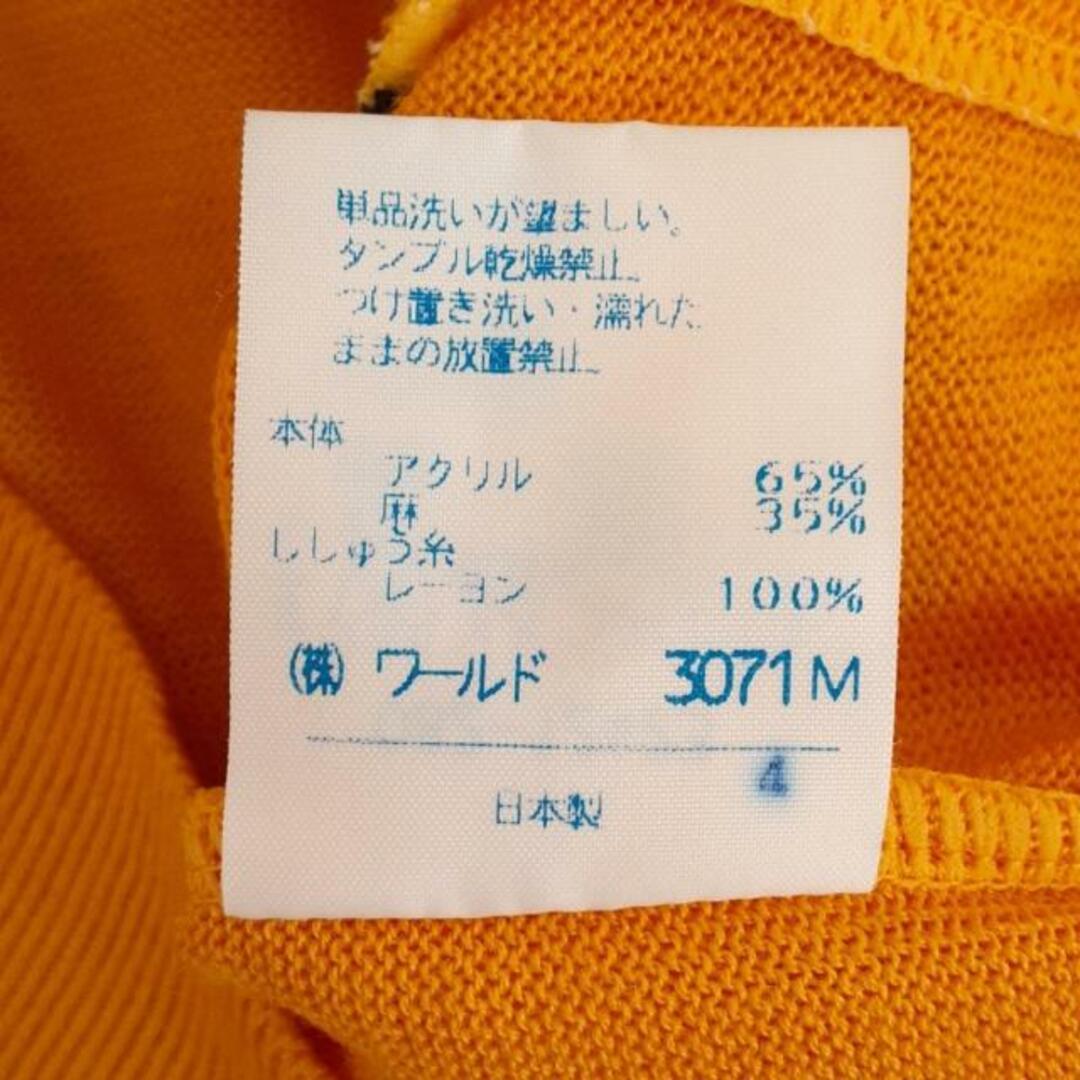 単品洗いが望ましい。
タンブル乾燥禁止。
つけ置き洗い・濡れた
ままの放置禁止。
本体
アクリル 65%
麻 35%
ししゅう糸
レーヨン 100%
(株) ワールド 3071M
4
日本製